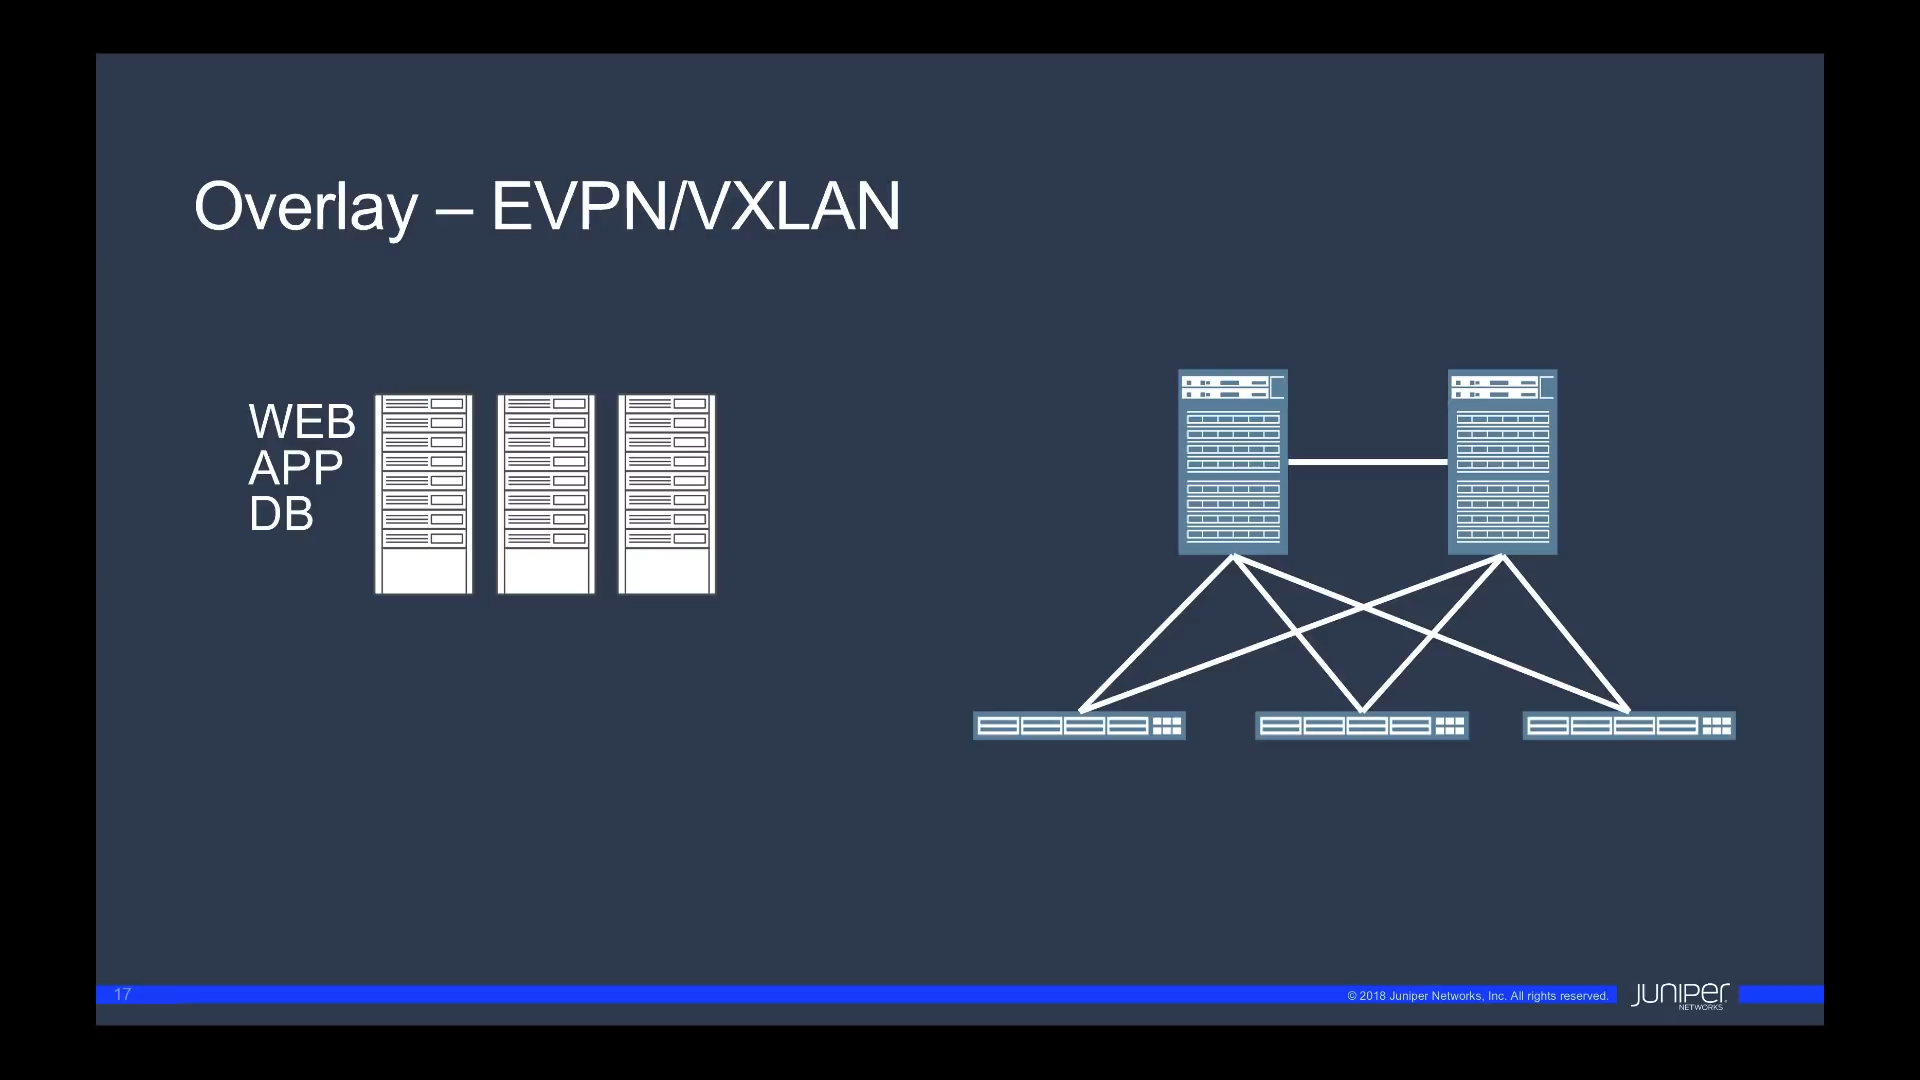 Overlay – EVPN/VXLAN
WEB
APP
DB
17
© 2018 Juniper Networks, Inc. All rights reserved.
JUNIPER
NETWORKS